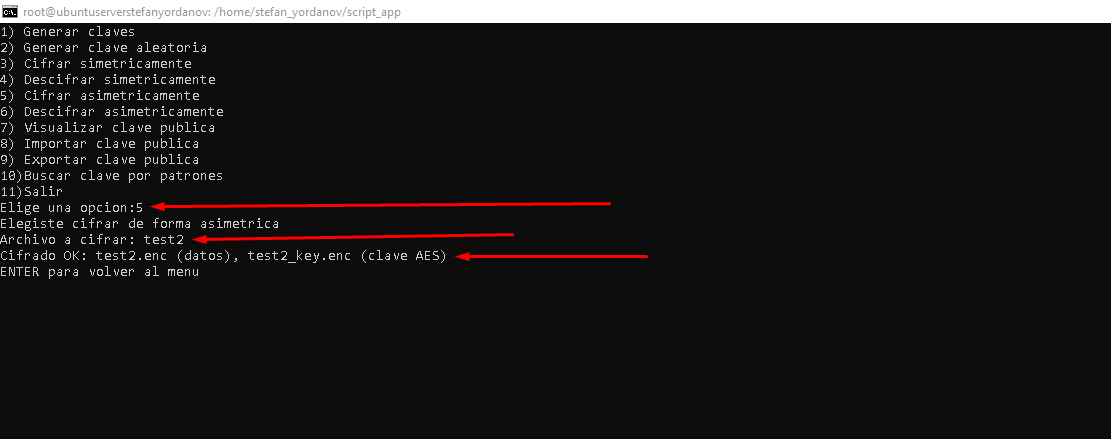 root@ubuntuserverstefanyordanov: /home/stefan_yordanov/script_app
1) Generar claves
2) Generar clave aleatoria
3) Cifrar simetricamente
4) Descifrar simetricamente
5) Cifrar asimetricamente
6) Descifrar asimetricamente
7) Visualizar clave publica
8) Importar clave publica
9) Exportar clave publica
10)Buscar clave por patrones
11)Salir
Elige una opcion:5
Elegiste cifrar de forma asimetrica
Archivo a cifrar: test2
Cifrado OK: test2.enc (datos), test2_key.enc (clave AES)
ENTER para volver al menu